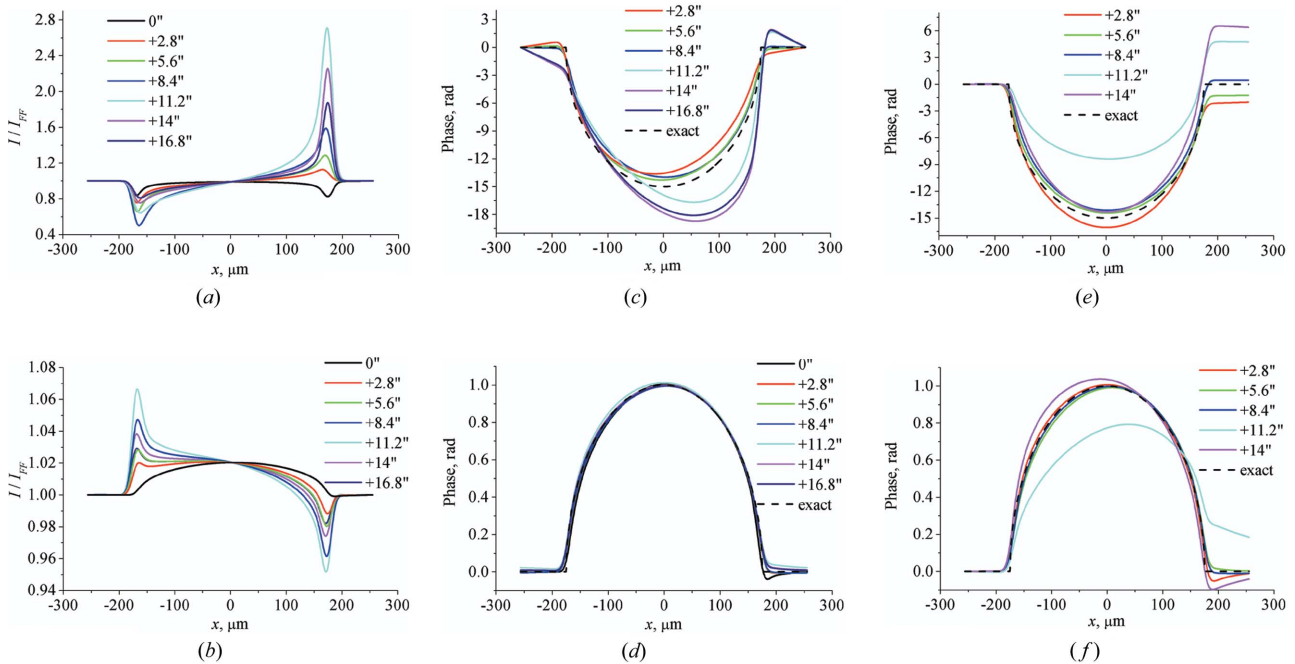 2.8
2.4
2.0
1.6
1.2
0.8
0.4
I / I_FF
0"
+2.8"
+5.6"
+8.4"
+11.2"
+14"
+16.8"
-300 -200 -100 0 100 200 300
x, μm
(a)
3
0
-3
-6
-9
-12
-15
-18
Phase, rad
+2.8"
+5.6"
+8.4"
+11.2"
+14"
+16.8"
exact
-300 -200 -100 0 100 200 300
x, μm
(c)
6
3
0
-3
-6
-9
-12
-15
Phase, rad
+2.8"
+5.6"
+8.4"
+11.2"
+14"
exact
-300 -200 -100 0 100 200 300
x, μm
(e)
1.08
1.06
1.04
1.02
1.00
0.98
0.96
0.94
I / I_FF
0"
+2.8"
+5.6"
+8.4"
+11.2"
+14"
+16.8"
-300 -200 -100 0 100 200 300
x, μm
(b)
1.0
0.8
0.6
0.4
0.2
0.0
Phase, rad
0"
+2.8"
+5.6"
+8.4"
+11.2"
+14"
+16.8"
exact
-300 -200 -100 0 100 200 300
x, μm
(d)
1.0
0.8
0.6
0.4
0.2
0.0
Phase, rad
+2.8"
+5.6"
+8.4"
+11.2"
+14"
exact
-300 -200 -100 0 100 200 300
x, μm
(f)